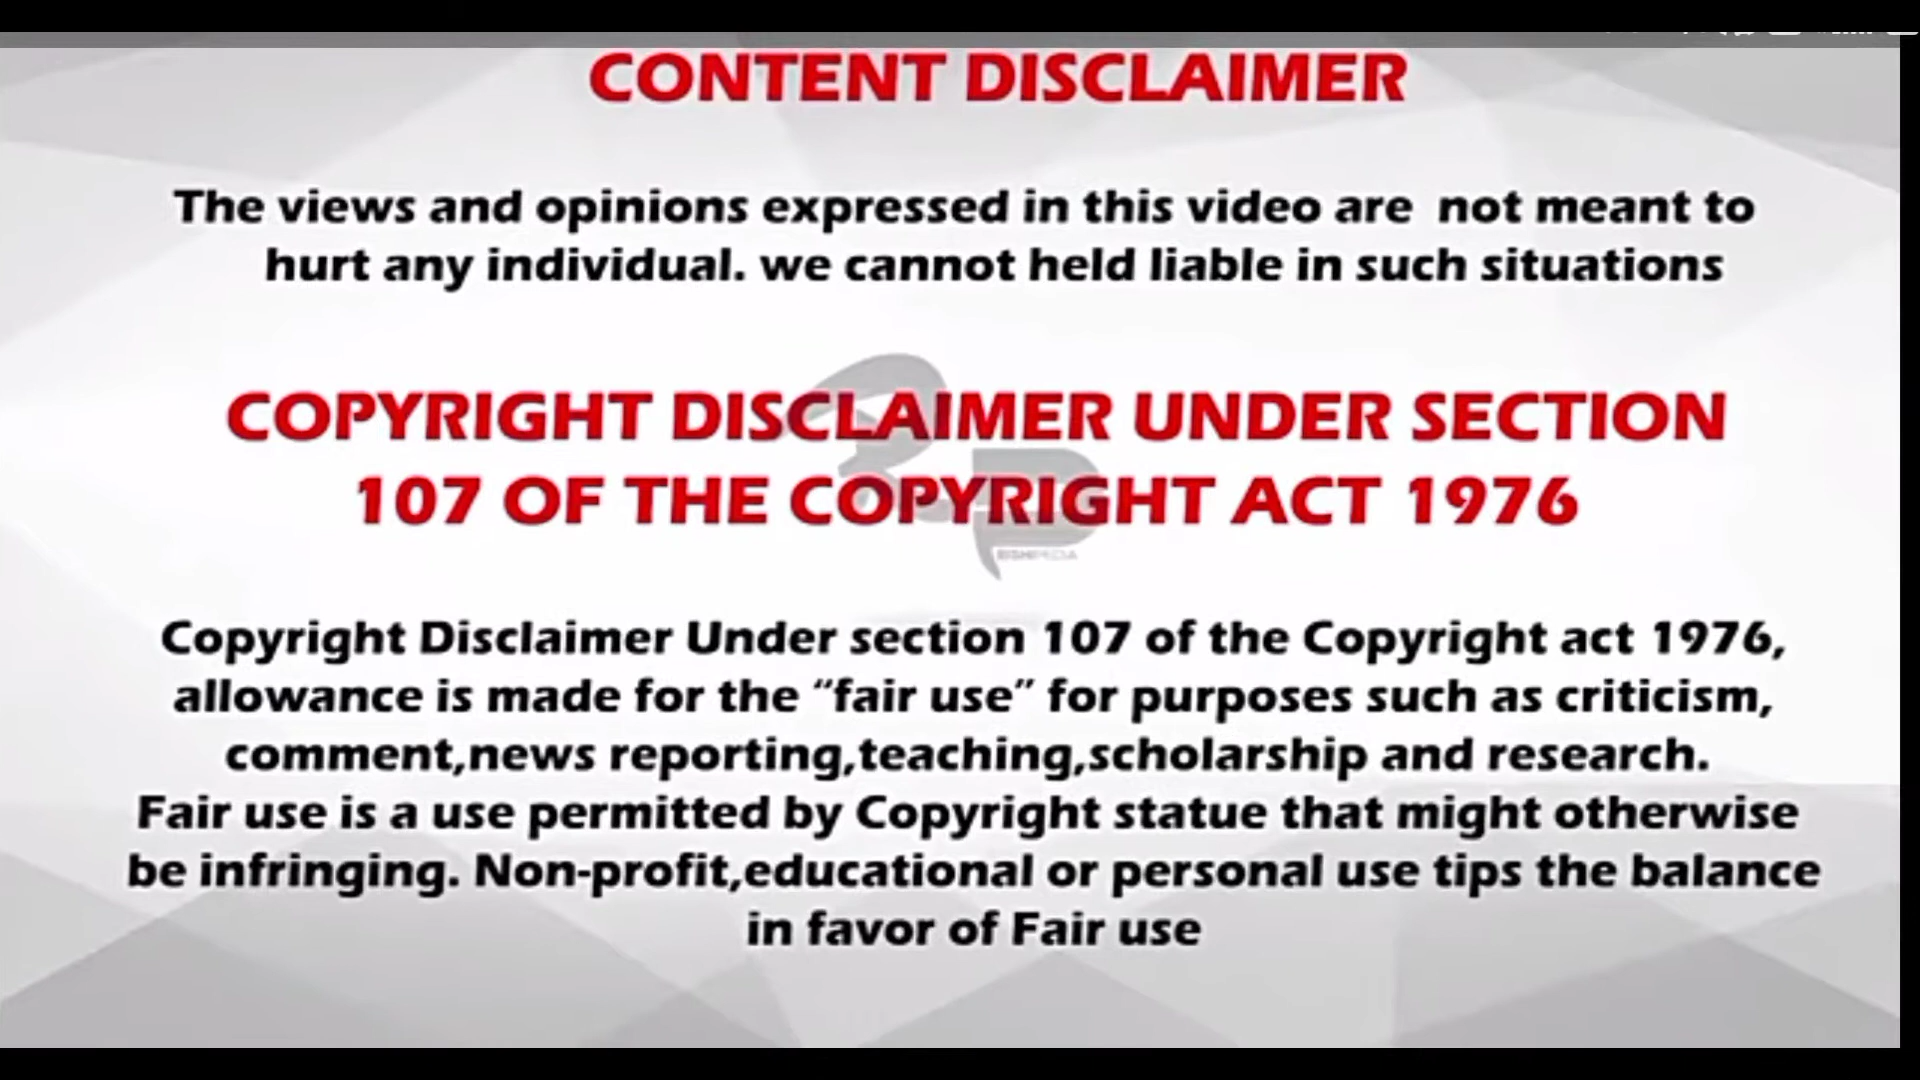 CONTENT DISCLAIMER
The views and opinions expressed in this video are not meant to
hurt any individual. we cannot held liable in such situations
COPYRIGHT DISCLAIMER UNDER SECTION
107 OF THE COPYRIGHT ACT 1976
Copyright Disclaimer Under section 107 of the Copyright act 1976,
allowance is made for the “fair use” for purposes such as criticism,
comment,news reporting,teaching,scholarship and research.
Fair use is a use permitted by Copyright statue that might otherwise
be infringing. Non-profit,educational or personal use tips the balance
in favor of Fair use